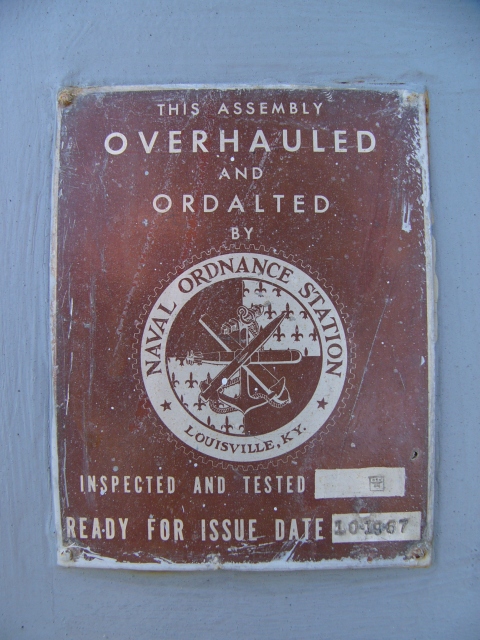 THIS ASSEMBLY
OVERHAULED
AND
ORDALTED
BY
NAVAL ORDNANCE STATION
LOUISVILLE, KY.
INSPECTED AND TESTED
READY FOR ISSUE DATE 10-1967